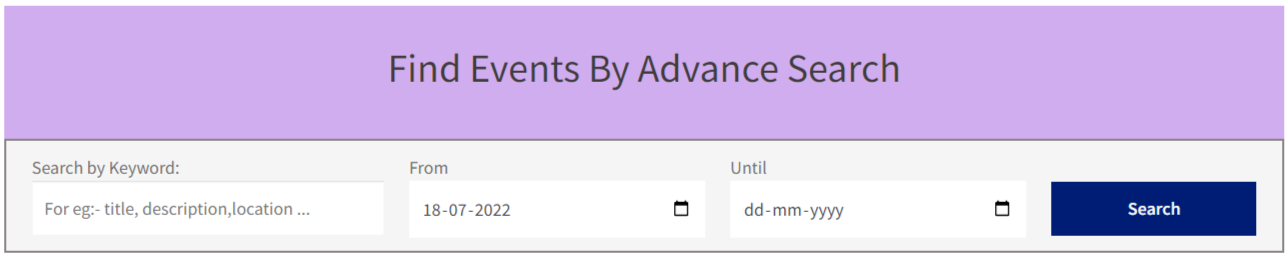 Find Events By Advance Search
Search by Keyword:
From
Until
For eg:- title, description,location ...
18-07-2022
dd-mm-yyyy
Search